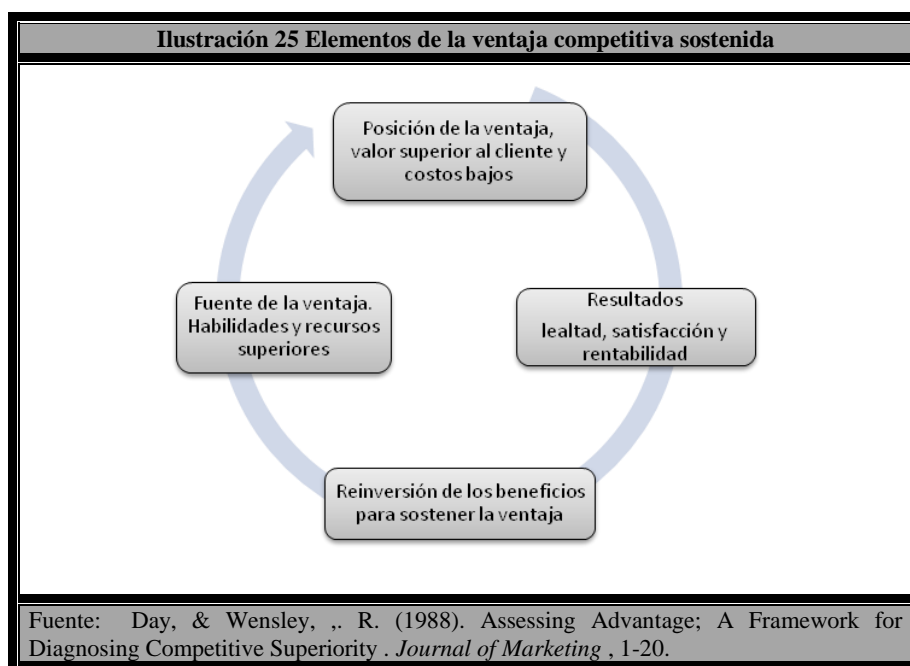 Ilustración 25 Elementos de la ventaja competitiva sostenida
Posición de la ventaja,
valor superior al cliente y
costos bajos
Resultados
lealtad, satisfacción y
rentabilidad
Reinversión de los beneficios
para sostener la ventaja
Fuente de la ventaja.
Habilidades y recursos
superiores
Fuente: Day, & Wensley, ,. R. (1988). Assessing Advantage; A Framework for
Diagnosing Competitive Superiority . Journal of Marketing , 1-20.